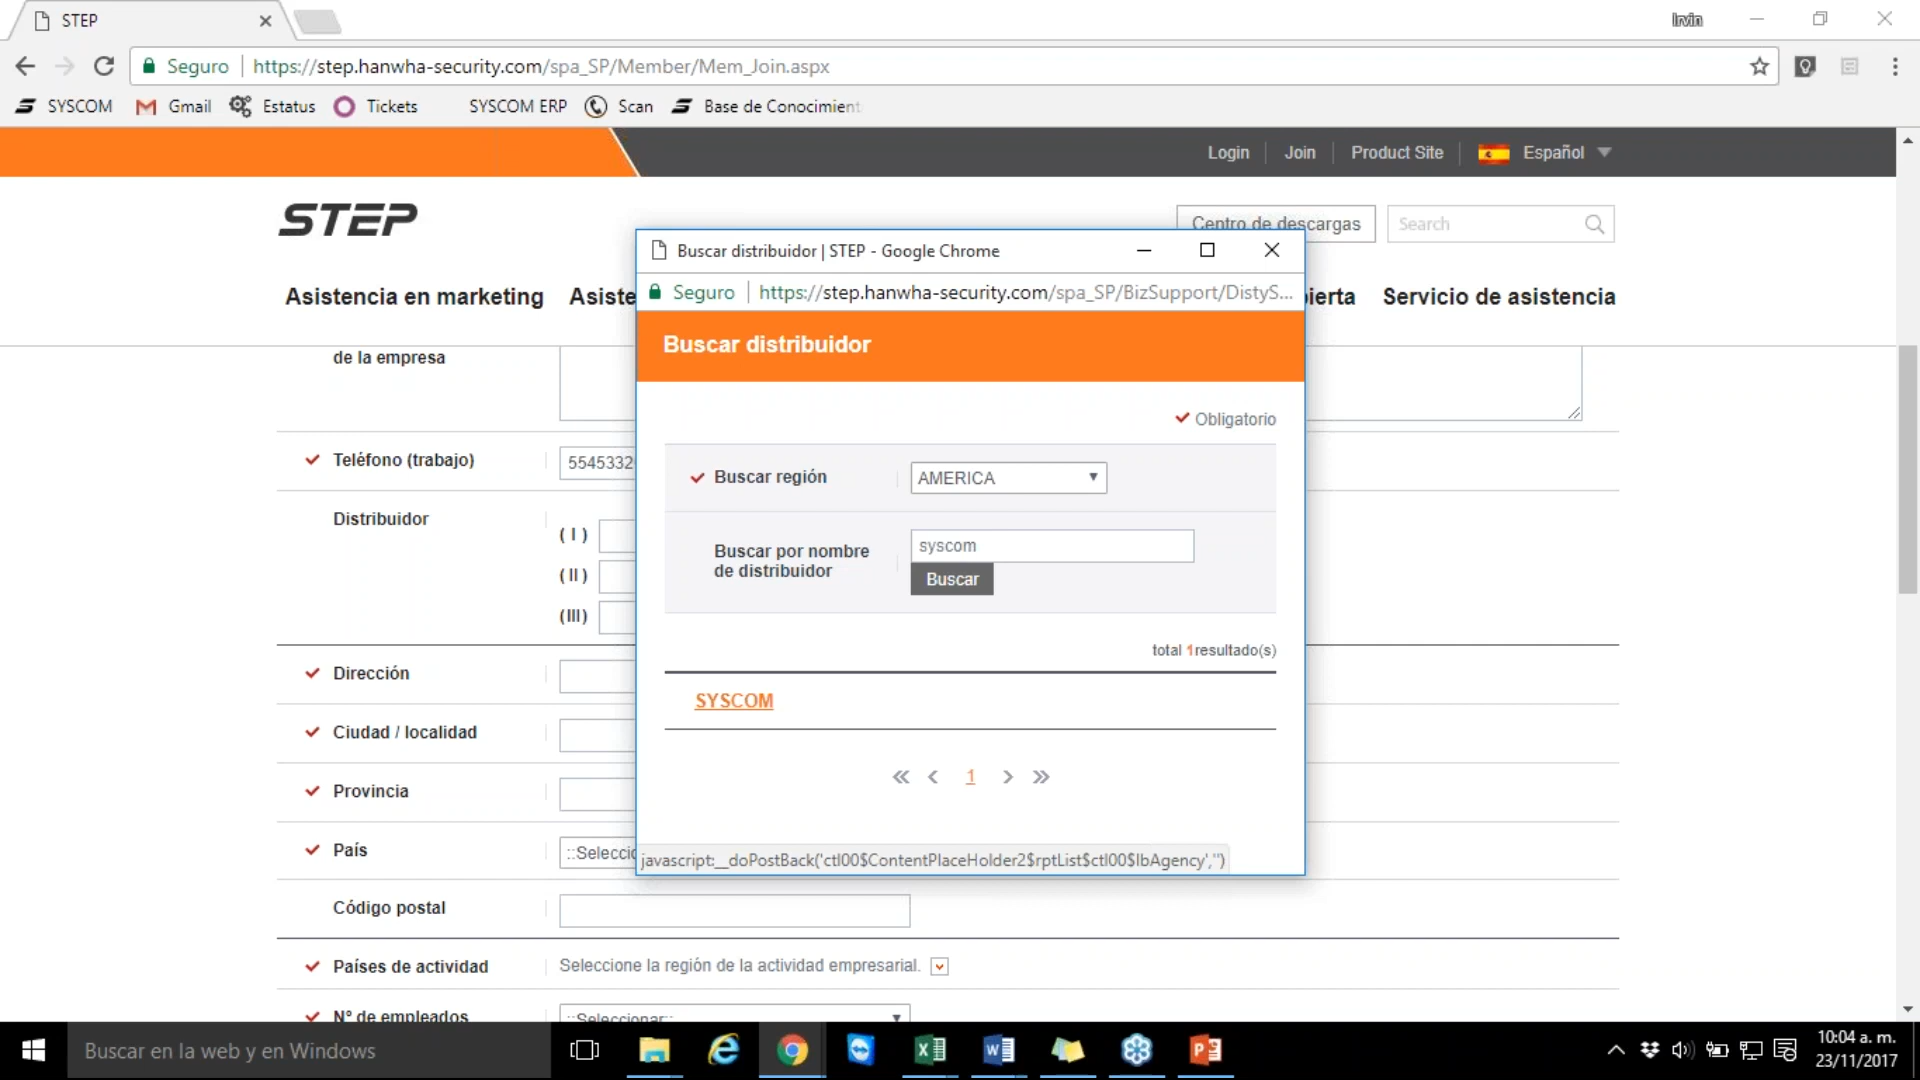 STEP
Irvin
Seguro | https://step.hanwha-security.com/spa_SP/Member/Mem_Join.aspx
SYSCOM Gmail Estatus Tickets SYSCOM ERP Scan Base de Conocimient
Login Join Product Site Español
STEP
Centro de descargas Search
Asistencia en marketing Asiste
bierta Servicio de asistencia
Buscar distribuidor | STEP - Google Chrome
Seguro | https://step.hanwha-security.com/spa_SP/BizSupport/DistyS...
Buscar distribuidor
Obligatorio
Buscar región AMERICA
Buscar por nombre
de distribuidor
syscom
Buscar
total 1resultado(s)
SYSCOM
« ‹ 1 › »
javascript:__doPostBack('ctl00$ContentPlaceHolder2$rptList$ctl00$lbAgency','')
de la empresa
Teléfono (trabajo) 5545332
Distribuidor
( I )
( II )
(III)
Dirección
Ciudad / localidad
Provincia
País ::Selecci
Código postal
Países de actividad Seleccione la región de la actividad empresarial.
Nº de empleados ::Seleccionar::
Buscar en la web y en Windows
10:04 a. m.
23/11/2017